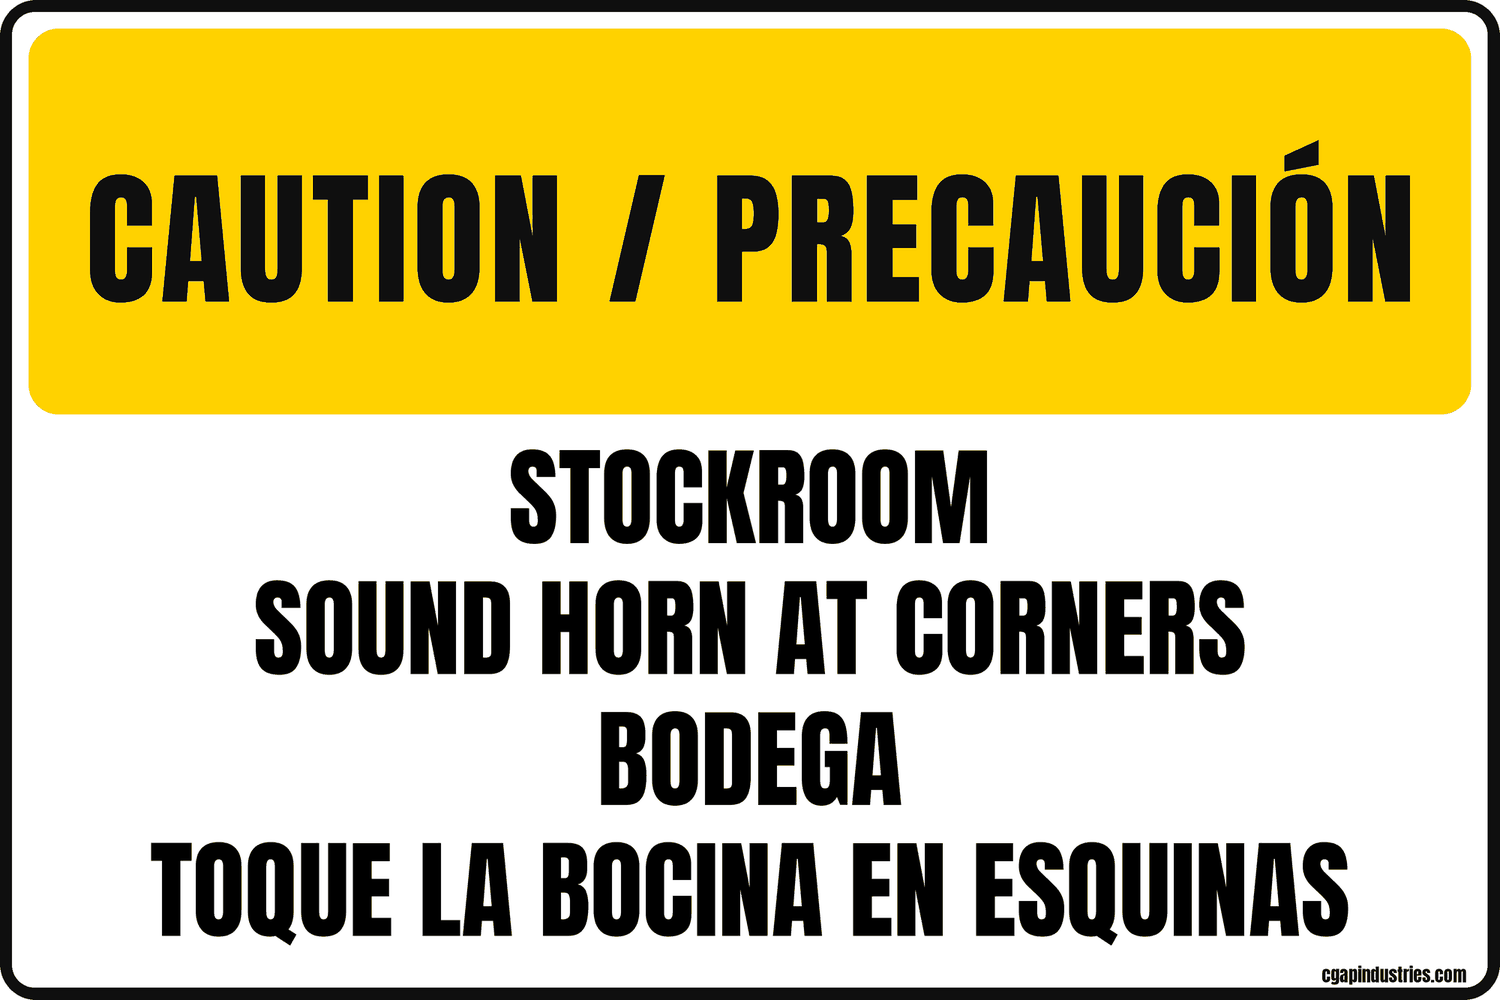 CAUTION / PRECAUCIÓN
STOCKROOM
SOUND HORN AT CORNERS
BODEGA
TOQUE LA BOCINA EN ESQUINAS
cgapindustries.com